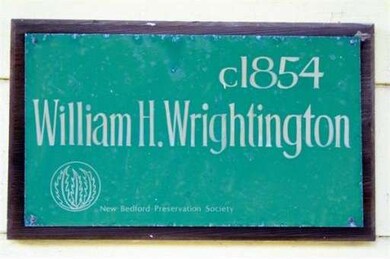 c1854
William H. Wrightington
New Bedford Preservation Society